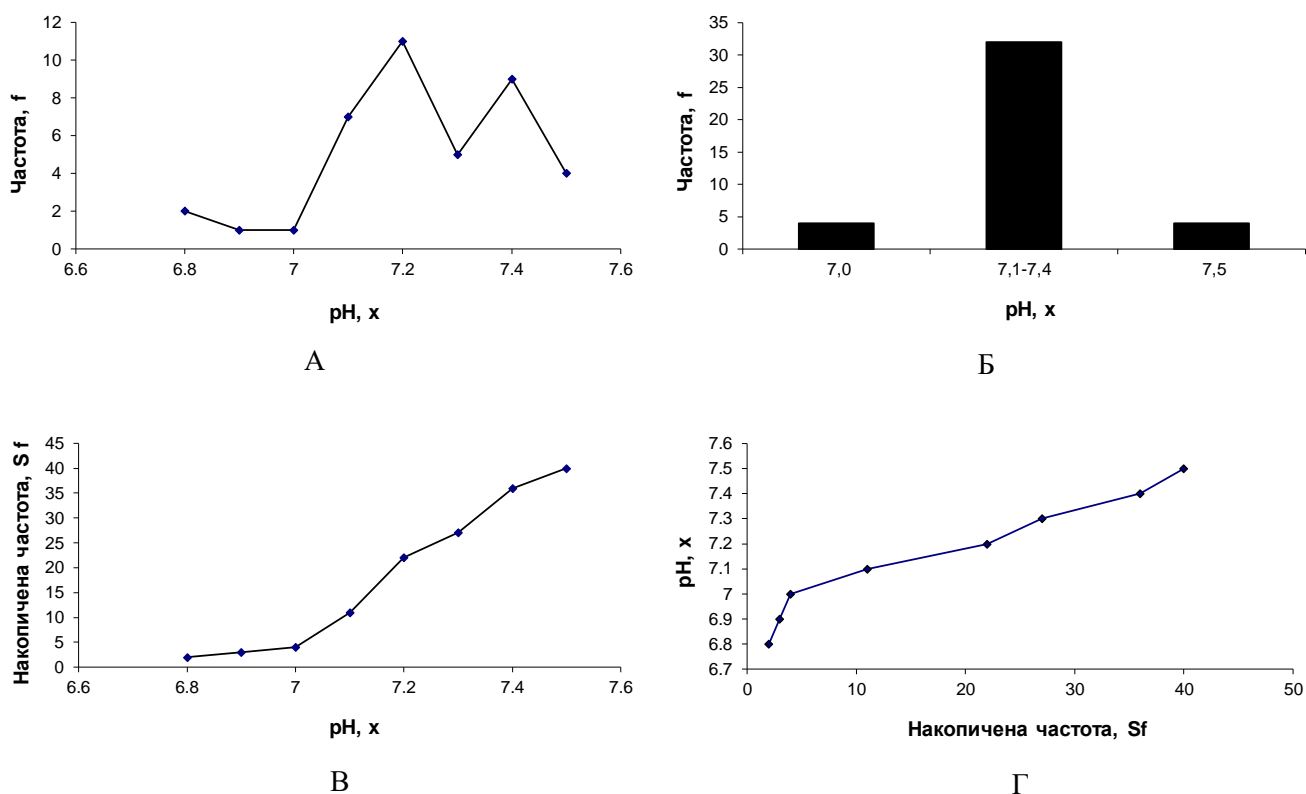 12
10
8
6
4
2
0
Частота, f
6.6 6.8 7 7.2 7.4 7.6
pH, x
А
35
30
25
20
15
10
5
0
Частота, f
7,0 7,1-7,4 7,5
pH, x
Б
45
40
35
30
25
20
15
10
5
0
Накопичена частота, S f
6.6 6.8 7 7.2 7.4 7.6
pH, x
В
7.6
7.5
7.4
7.3
7.2
7.1
7
6.9
6.8
6.7
pH, x
0 10 20 30 40 50
Накопичена частота, Sf
Г